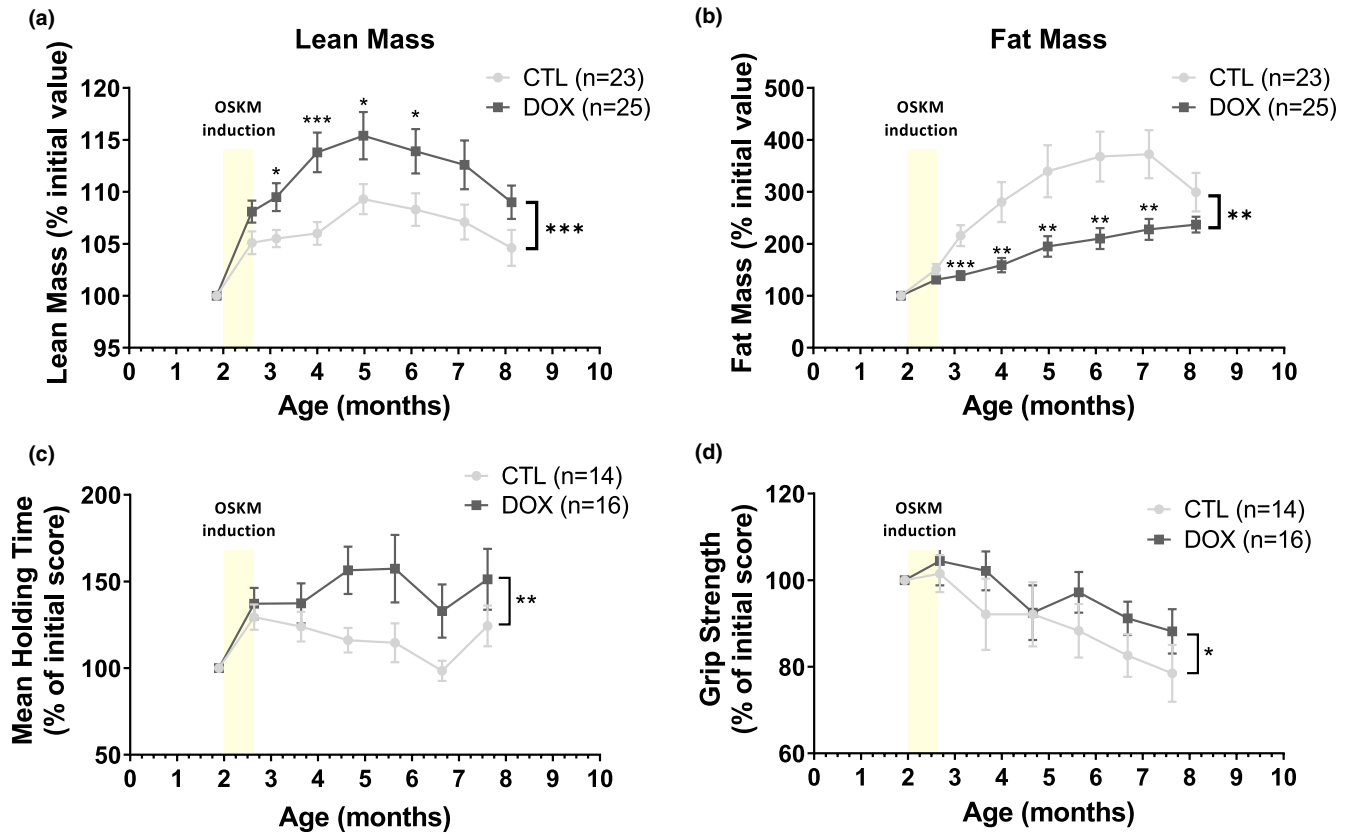 (a)
Lean Mass
CTL (n=23)
DOX (n=25)
OSKM
induction
Lean Mass (% initial value)
120
115
110
105
100
95
*
***
*
*
***
0 1 2 3 4 5 6 7 8 9 10
Age (months)
(b)
Fat Mass
CTL (n=23)
DOX (n=25)
OSKM
induction
Fat Mass (% initial value)
500
400
300
200
100
0
***
**
**
**
**
**
0 1 2 3 4 5 6 7 8 9 10
Age (months)
(c)
CTL (n=14)
DOX (n=16)
OSKM
induction
Mean Holding Time
(% of initial score)
200
150
100
50
**
0 1 2 3 4 5 6 7 8 9 10
Age (months)
(d)
CTL (n=14)
DOX (n=16)
OSKM
induction
Grip Strength
(% of initial score)
120
100
80
60
*
0 1 2 3 4 5 6 7 8 9 10
Age (months)